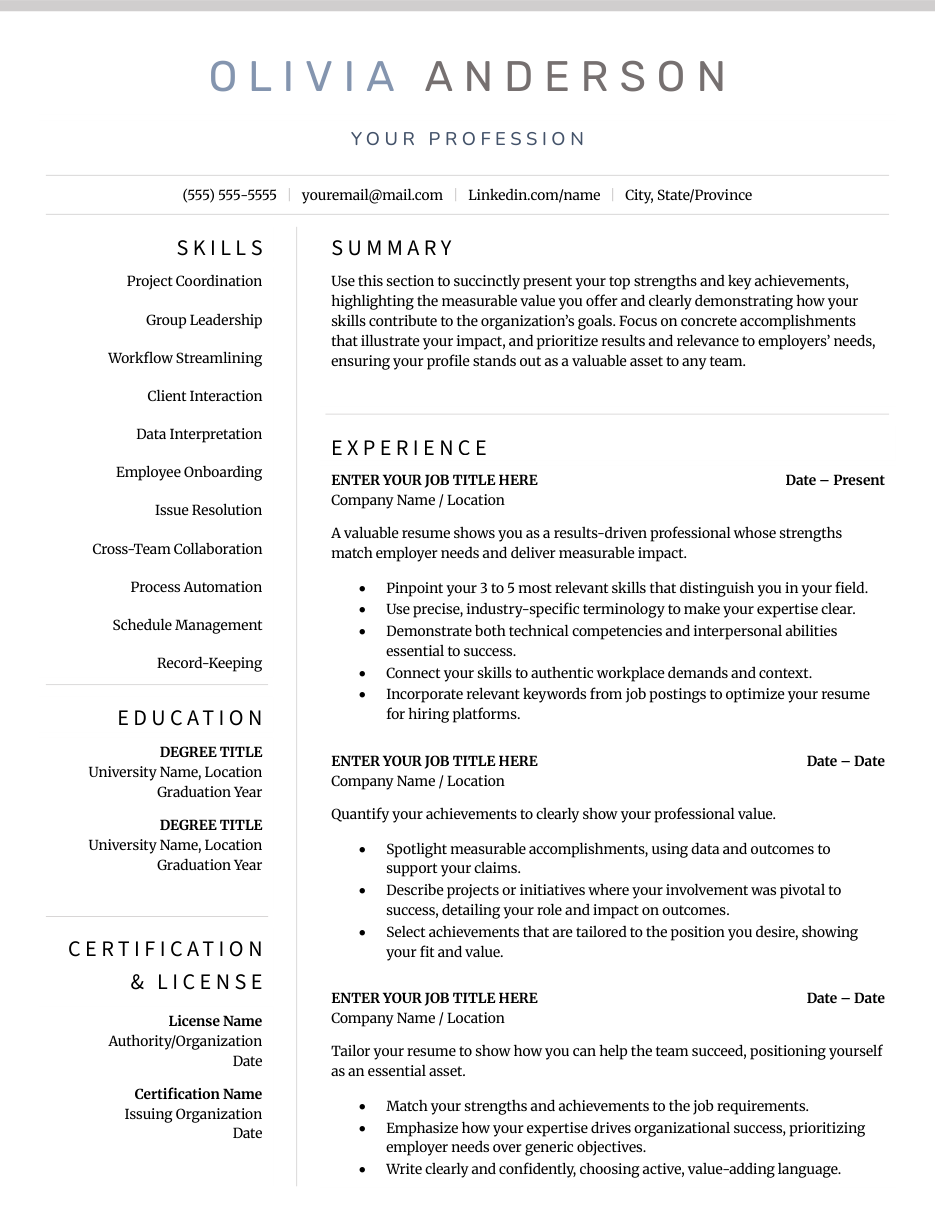 OLIVIA ANDERSON
YOUR PROFESSION
(555) 555-5555 | youremail@mail.com | Linkedin.com/name | City, State/Province
SKILLS
Project Coordination
Group Leadership
Workflow Streamlining
Client Interaction
Data Interpretation
Employee Onboarding
Issue Resolution
Cross-Team Collaboration
Process Automation
Schedule Management
Record-Keeping
EDUCATION
DEGREE TITLE
University Name, Location
Graduation Year
DEGREE TITLE
University Name, Location
Graduation Year
CERTIFICATION
& LICENSE
License Name
Authority/Organization
Date
Certification Name
Issuing Organization
Date
SUMMARY
Use this section to succinctly present your top strengths and key achievements,
highlighting the measurable value you offer and clearly demonstrating how your
skills contribute to the organization’s goals. Focus on concrete accomplishments
that illustrate your impact, and prioritize results and relevance to employers’ needs,
ensuring your profile stands out as a valuable asset to any team.
EXPERIENCE
ENTER YOUR JOB TITLE HERE Date – Present
Company Name / Location
A valuable resume shows you as a results-driven professional whose strengths
match employer needs and deliver measurable impact.
• Pinpoint your 3 to 5 most relevant skills that distinguish you in your field.
• Use precise, industry-specific terminology to make your expertise clear.
• Demonstrate both technical competencies and interpersonal abilities
essential to success.
• Connect your skills to authentic workplace demands and context.
• Incorporate relevant keywords from job postings to optimize your resume
for hiring platforms.
ENTER YOUR JOB TITLE HERE Date – Date
Company Name / Location
Quantify your achievements to clearly show your professional value.
• Spotlight measurable accomplishments, using data and outcomes to
support your claims.
• Describe projects or initiatives where your involvement was pivotal to
success, detailing your role and impact on outcomes.
• Select achievements that are tailored to the position you desire, showing
your fit and value.
ENTER YOUR JOB TITLE HERE Date – Date
Company Name / Location
Tailor your resume to show how you can help the team succeed, positioning yourself
as an essential asset.
• Match your strengths and achievements to the job requirements.
• Emphasize how your expertise drives organizational success, prioritizing
employer needs over generic objectives.
• Write clearly and confidently, choosing active, value-adding language.